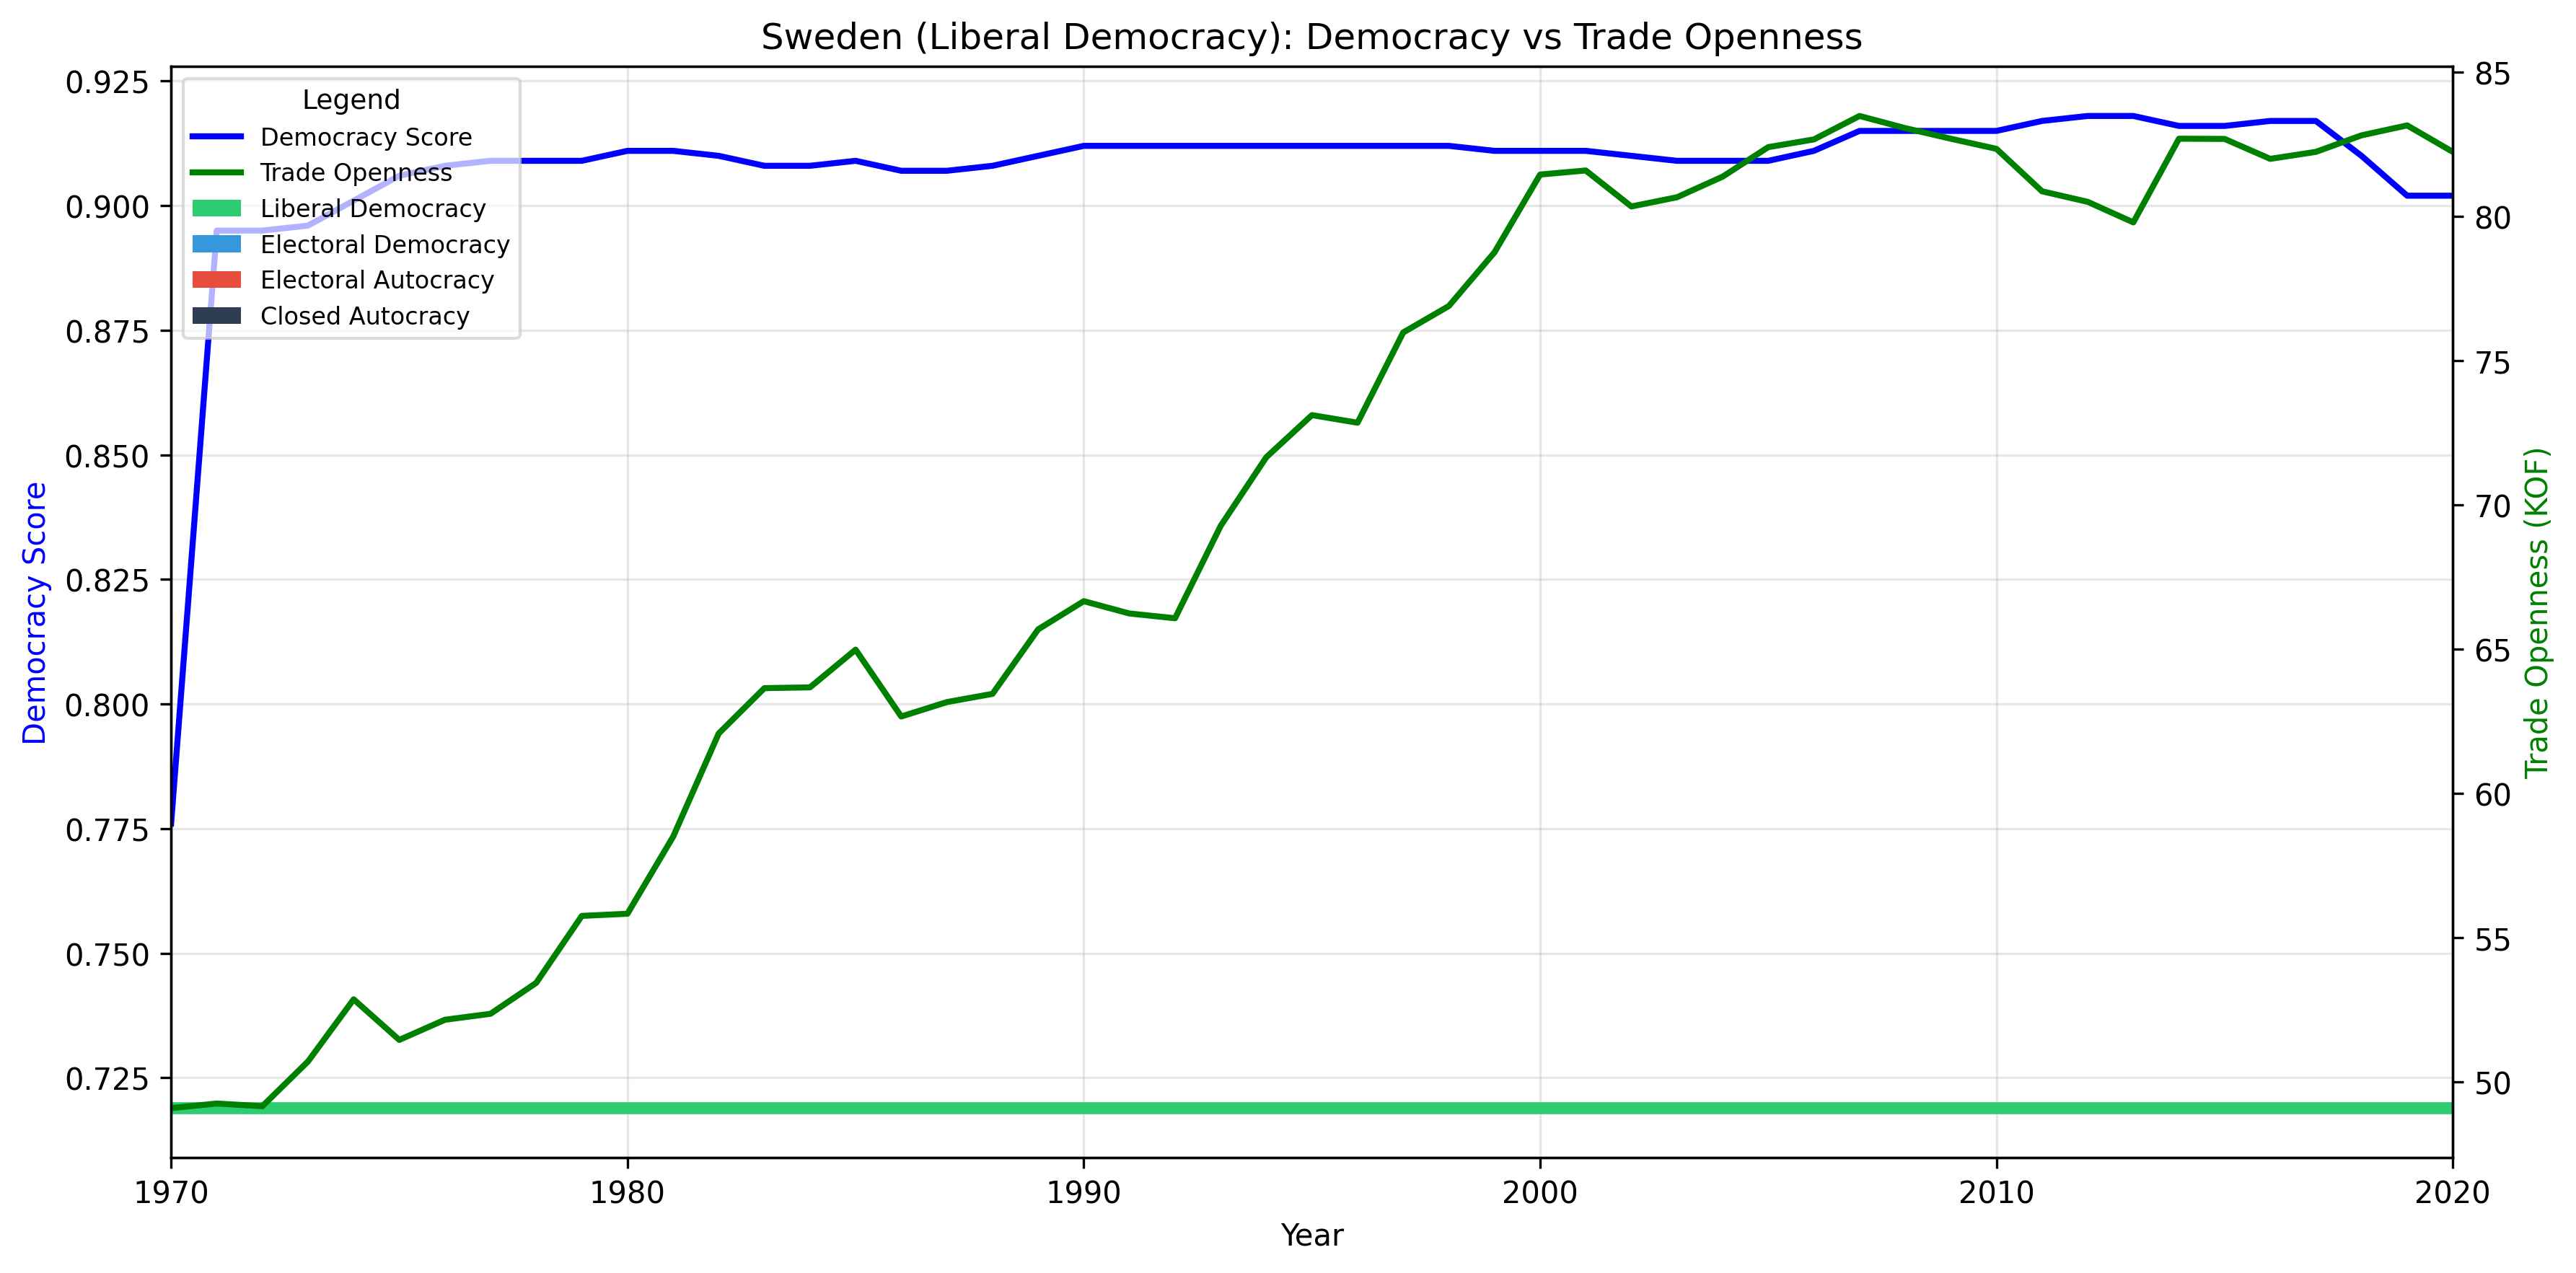 Sweden (Liberal Democracy): Democracy vs Trade Openness
Legend
Democracy Score
Trade Openness
Liberal Democracy
Electoral Democracy
Electoral Autocracy
Closed Autocracy
Democracy Score
0.925
0.900
0.875
0.850
0.825
0.800
0.775
0.750
0.725
85
80
75
70
65
60
55
50
Trade Openness (KOF)
1970
1980
1990
2000
2010
2020
Year